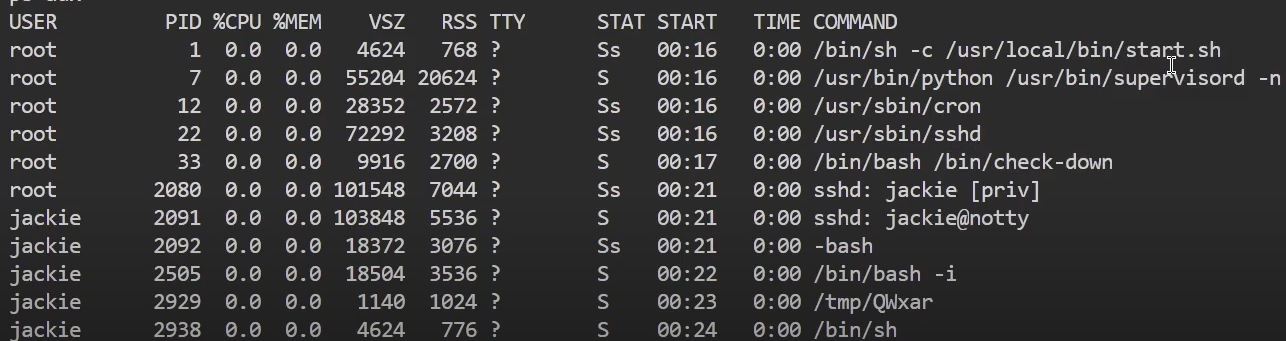 USER PID %CPU %MEM VSZ RSS TTY STAT START TIME COMMAND
root 1 0.0 0.0 4624 768 ? Ss 00:16 0:00 /bin/sh -c /usr/local/bin/start.sh
root 7 0.0 0.0 55204 20624 ? S 00:16 0:00 /usr/bin/python /usr/bin/supervisord -n
root 12 0.0 0.0 28352 2572 ? Ss 00:16 0:00 /usr/sbin/cron
root 22 0.0 0.0 72292 3208 ? Ss 00:16 0:00 /usr/sbin/sshd
root 33 0.0 0.0 9916 2700 ? S 00:17 0:00 /bin/bash /bin/check-down
root 2080 0.0 0.0 101548 7044 ? Ss 00:21 0:00 sshd: jackie [priv]
jackie 2091 0.0 0.0 103848 5536 ? S 00:21 0:00 sshd: jackie@notty
jackie 2092 0.0 0.0 18372 3076 ? Ss 00:21 0:00 -bash
jackie 2505 0.0 0.0 18504 3536 ? S 00:22 0:00 /bin/bash -i
jackie 2929 0.0 0.0 1140 1024 ? S 00:23 0:00 /tmp/QWxar
jackie 2938 0.0 0.0 4624 776 ? S 00:24 0:00 /bin/sh